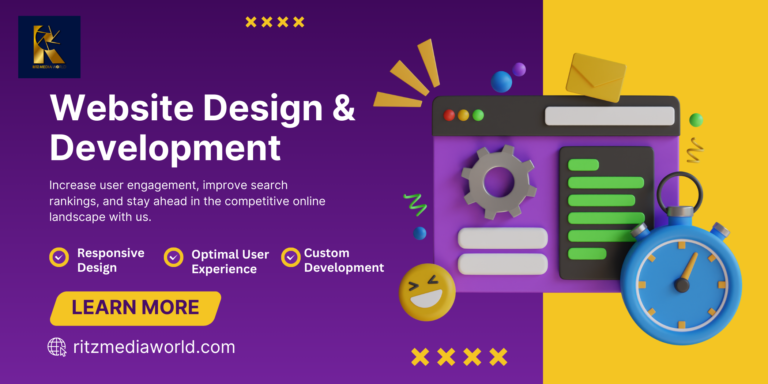 Website Design &
Development
Increase user engagement, improve search
rankings, and stay ahead in the competitive online
landscape with us.
Responsive
Design
Optimal User
Experience
Custom
Development
LEARN MORE
ritzmediaworld.com